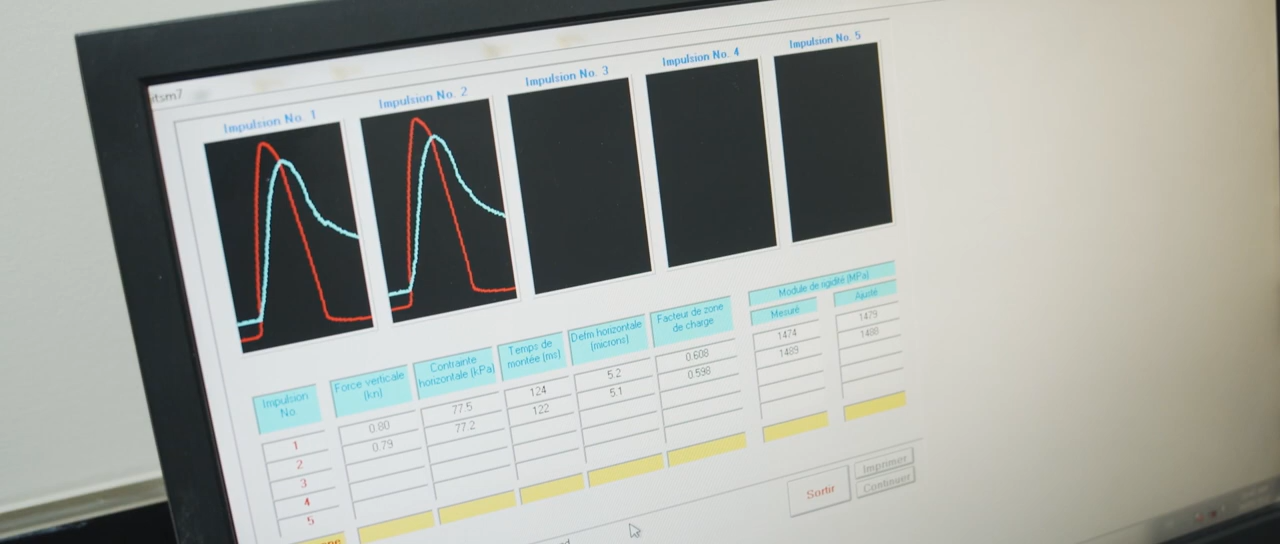 Impulsion No. 1
Impulsion No. 2
Impulsion No. 3
Impulsion No. 4
Impulsion No. 5
Impulsion
No.
Force verticale
(kn)
Contrainte
horizontale (kPa)
Temps de
montée (ms)
Defm horizontale
(microns)
Facteur de zone
de charge
Module de rigidité (MPa)
Mesuré
Ajusté
1 0.80 77.5 124 5.2 0.608 1474 1479
2 0.79 77.2 122 5.1 0.598 1489 1488
3
4
5
Sortir
Imprimer
Continuer